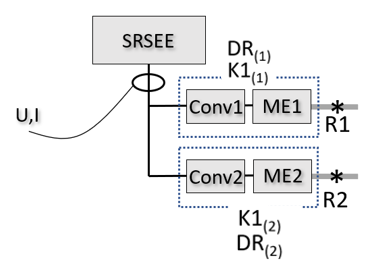 SRSEE
DR(1)
K1(1)
U,I
Conv1
ME1
*
R1
Conv2
ME2
*
R2
K1(2)
DR(2)